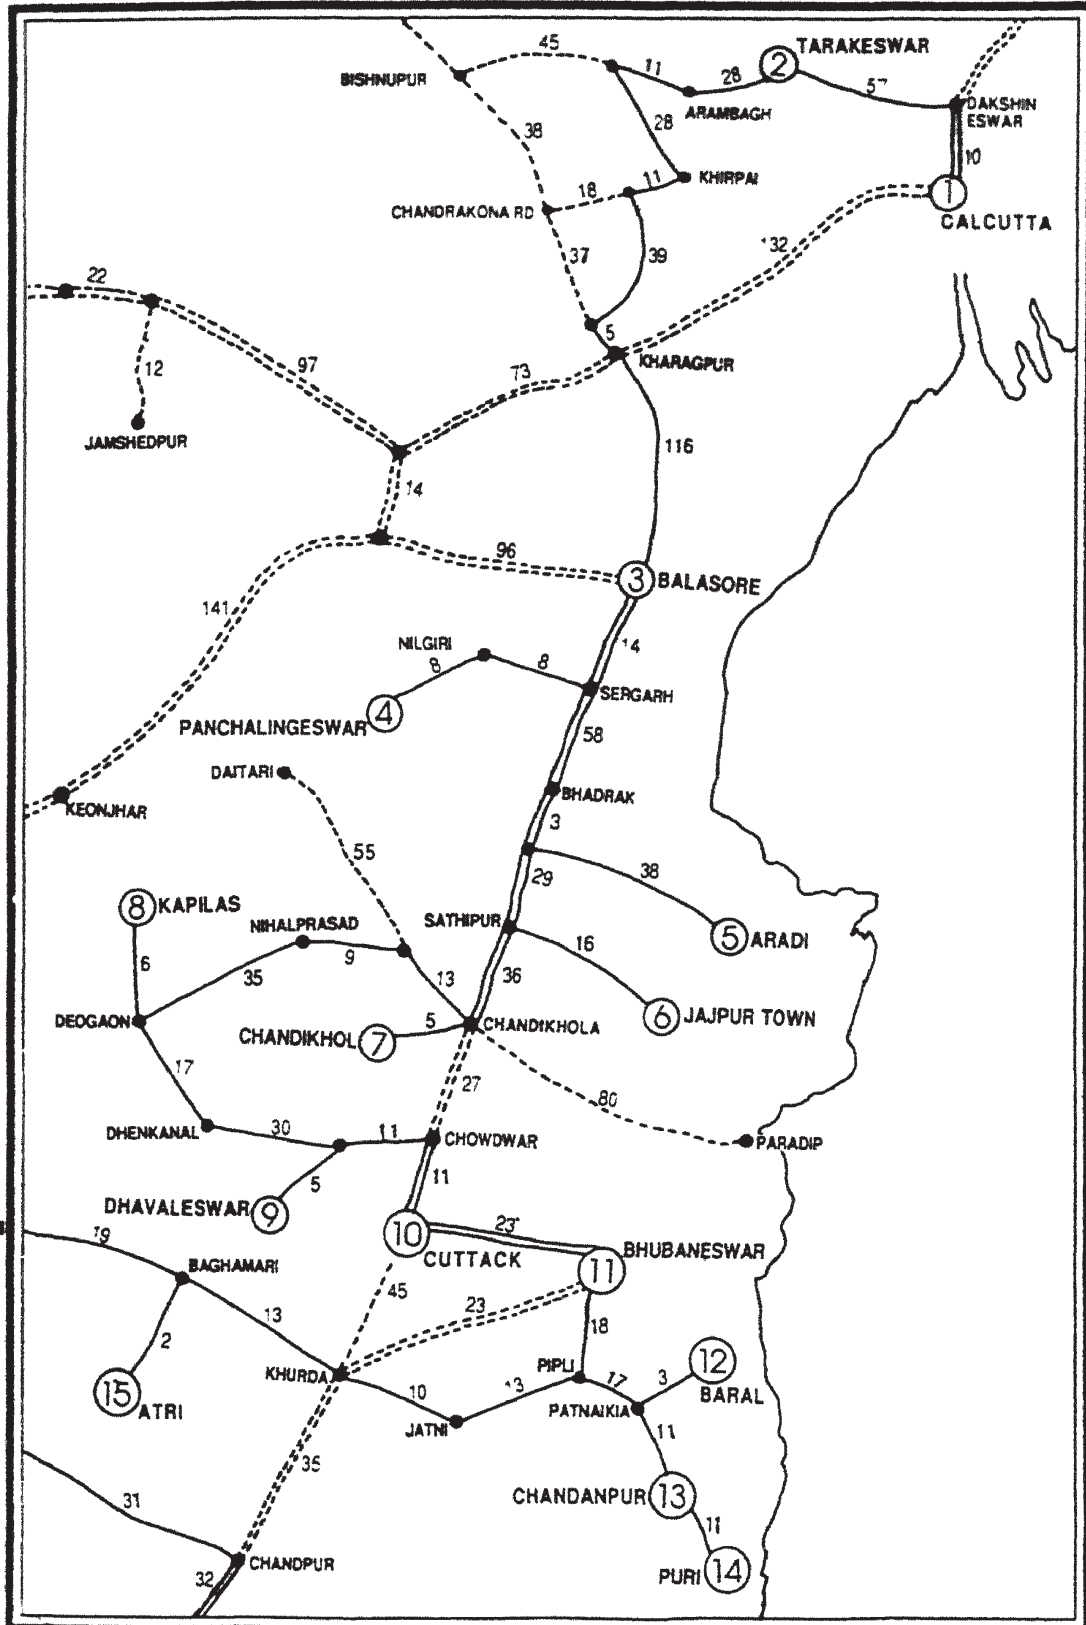 TARAKESWAR
2
45
BISHNUPUR
11
28
57
ARAMBAGH
DAKSHIN
ESWAR
38
28
10
KHIRPAI
11
18
1
CHANDRAKONA RD
CALCUTTA
132
37
39
22
5
KHARAGPUR
97
73
12
JAMSHEDPUR
116
14
96
3 BALASORE
141
14
NILGIRI
8
8
SERGARH
PANCHALINGESWAR 4
58
DAITARI
BHADRAK
KEONJHAR
3
55
38
29
8 KAPILAS
NIHALPRASAD
SATHIPUR
5 ARADI
16
6
35
9
13
36
DEOGAON
CHANDIKHOLA
6 JAJPUR TOWN
CHANDIKHOL 7
5
17
27
80
DHENKANAL
30
11
CHOWDWAR
PARADIP
5
11
DHAVALESWAR 9
10
23
19
CUTTACK
BHUBANESWAR
BAGHAMARI
11
45
13
23
18
2
KHURDA
PIPLI
12
15
10
13
17
3
BARAL
ATRI
JATNI
PATNAIKIA
11
35
CHANDANPUR 13
31
11
CHANDPUR
PURI 14
32